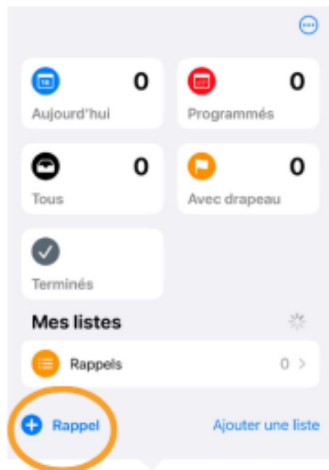 0 0
Aujourd'hui Programmés
0 0
Tous Avec drapeau
Terminés
Mes listes
Rappels 0
Rappel Ajouter une liste